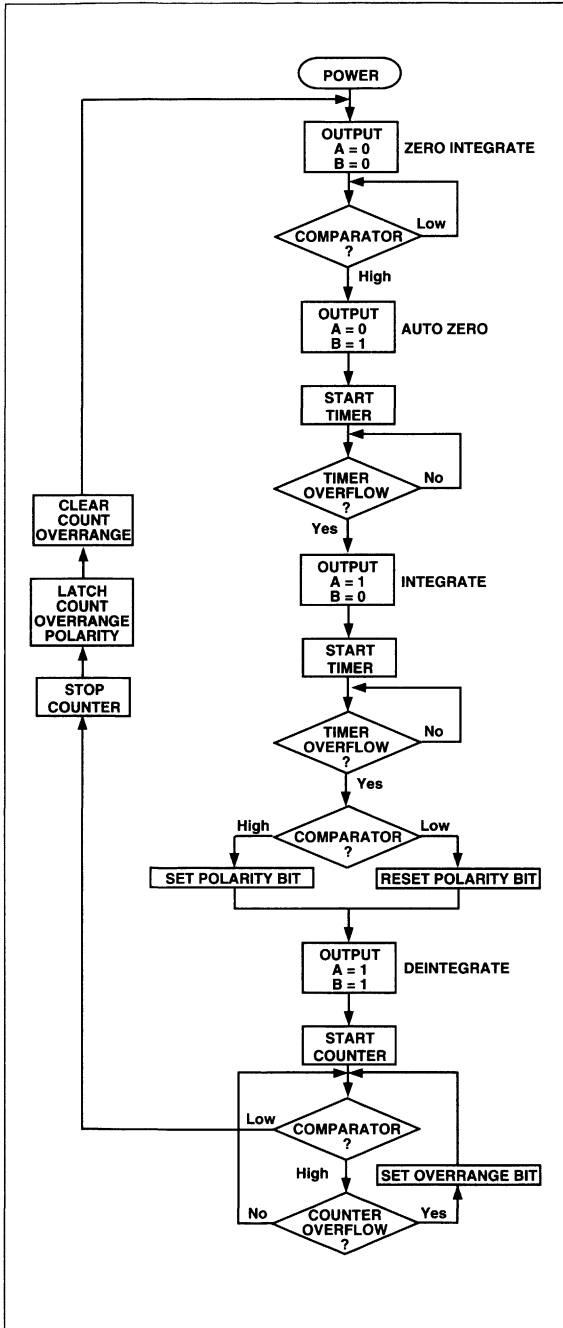 POWER
OUTPUT
A = 0
B = 0
ZERO INTEGRATE
COMPARATOR
?
Low
High
OUTPUT
A = 0
B = 1
AUTO ZERO
START
TIMER
TIMER
OVERFLOW
?
No
Yes
OUTPUT
A = 1
B = 0
INTEGRATE
START
TIMER
TIMER
OVERFLOW
?
No
Yes
COMPARATOR
?
High
Low
SET POLARITY BIT
RESET POLARITY BIT
OUTPUT
A = 1
B = 1
DEINTEGRATE
START
COUNTER
COMPARATOR
?
Low
High
COUNTER
OVERFLOW
?
No
Yes
SET OVERRANGE BIT
STOP
COUNTER
LATCH
COUNT
OVERRANGE
POLARITY
CLEAR
COUNT
OVERRANGE